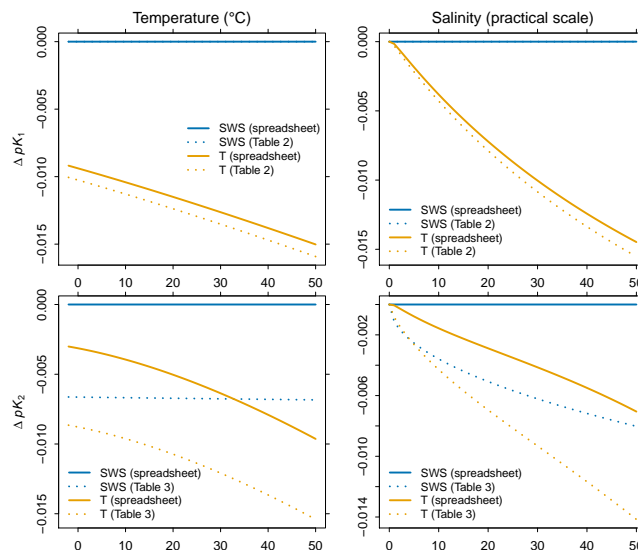 Temperature (°C)
Salinity (practical scale)
0.000
−0.005
−0.010
−0.015
Δ pK1
SWS (spreadsheet)
SWS (Table 2)
T (spreadsheet)
T (Table 2)
0 10 20 30 40 50
0.000
−0.005
−0.010
−0.015
SWS (spreadsheet)
SWS (Table 2)
T (spreadsheet)
T (Table 2)
0 10 20 30 40 50
0.000
−0.005
−0.010
−0.015
Δ pK2
SWS (spreadsheet)
SWS (Table 3)
T (spreadsheet)
T (Table 3)
0 10 20 30 40 50
−0.002
−0.006
−0.010
−0.014
SWS (spreadsheet)
SWS (Table 3)
T (spreadsheet)
T (Table 3)
0 10 20 30 40 50